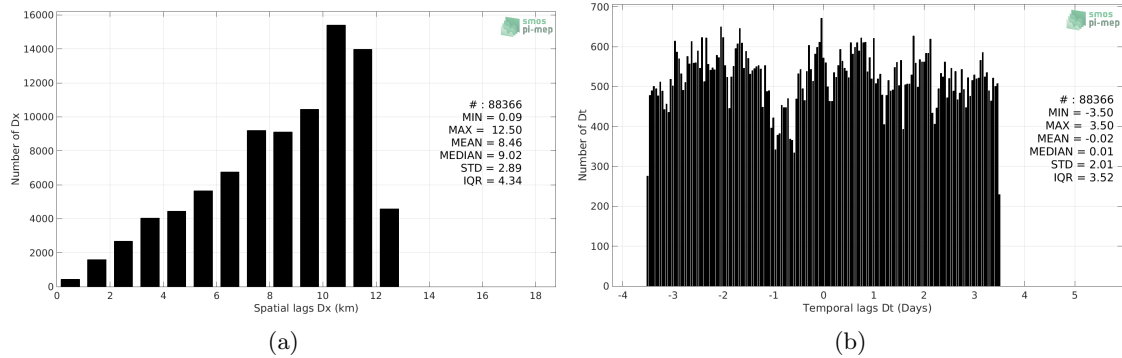 smos
pi-mep
16000
14000
12000
10000
8000
6000
4000
2000
0
Number of Dx
# : 88366
MIN = 0.09
MAX = 12.50
MEAN = 8.46
MEDIAN = 9.02
STD = 2.89
IQR = 4.34
0 2 4 6 8 10 12 14 16 18
Spatial lags Dx (km)
(a)
smos
pi-mep
700
600
500
400
300
200
100
0
Number of Dt
# : 88366
MIN = -3.50
MAX = 3.50
MEAN = -0.02
MEDIAN = 0.01
STD = 2.01
IQR = 3.52
-4 -3 -2 -1 0 1 2 3 4 5
Temporal lags Dt (Days)
(b)